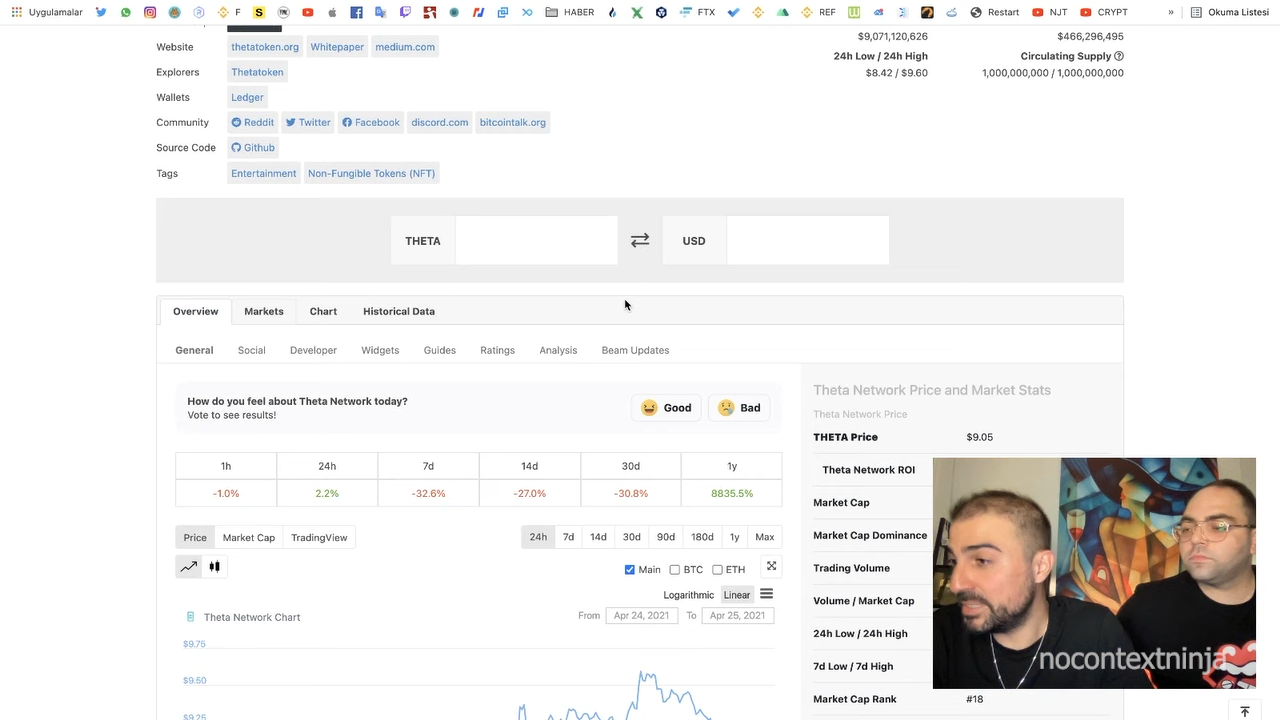 Uygulamalar F HABER FTX REF Restart NJT CRYPT » Okuma Listesi
$9,071,120,626 $466,296,495
Website thetatoken.org Whitepaper medium.com
24h Low / 24h High Circulating Supply
Explorers Thetatoken $8.42 / $9.60 1,000,000,000 / 1,000,000,000
Wallets Ledger
Community Reddit Twitter Facebook discord.com bitcointalk.org
Source Code Github
Tags Entertainment Non-Fungible Tokens (NFT)
THETA USD
Overview Markets Chart Historical Data
General Social Developer Widgets Guides Ratings Analysis Beam Updates
How do you feel about Theta Network today?
Vote to see results!
Good Bad
1h 24h 7d 14d 30d 1y
-1.0% 2.2% -32.6% -27.0% -30.8% 8835.5%
Price Market Cap TradingView 24h 7d 14d 30d 90d 180d 1y Max
Main BTC ETH
Logarithmic Linear
Theta Network Chart From Apr 24, 2021 To Apr 25, 2021
$9.75
$9.50
$9.25
Theta Network Price and Market Stats
Theta Network Price
THETA Price $9.05
Theta Network ROI
Market Cap
Market Cap Dominance
Trading Volume
Volume / Market Cap
24h Low / 24h High
7d Low / 7d High
Market Cap Rank #18
nocontextninja